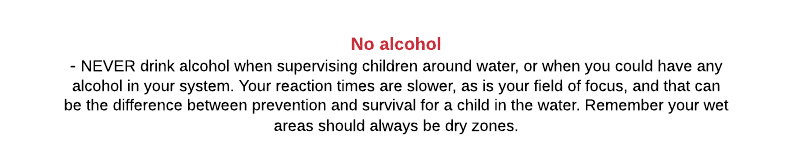 No alcohol
- NEVER drink alcohol when supervising children around water, or when you could have any
alcohol in your system. Your reaction times are slower, as is your field of focus, and that can
be the difference between prevention and survival for a child in the water. Remember your wet
areas should always be dry zones.